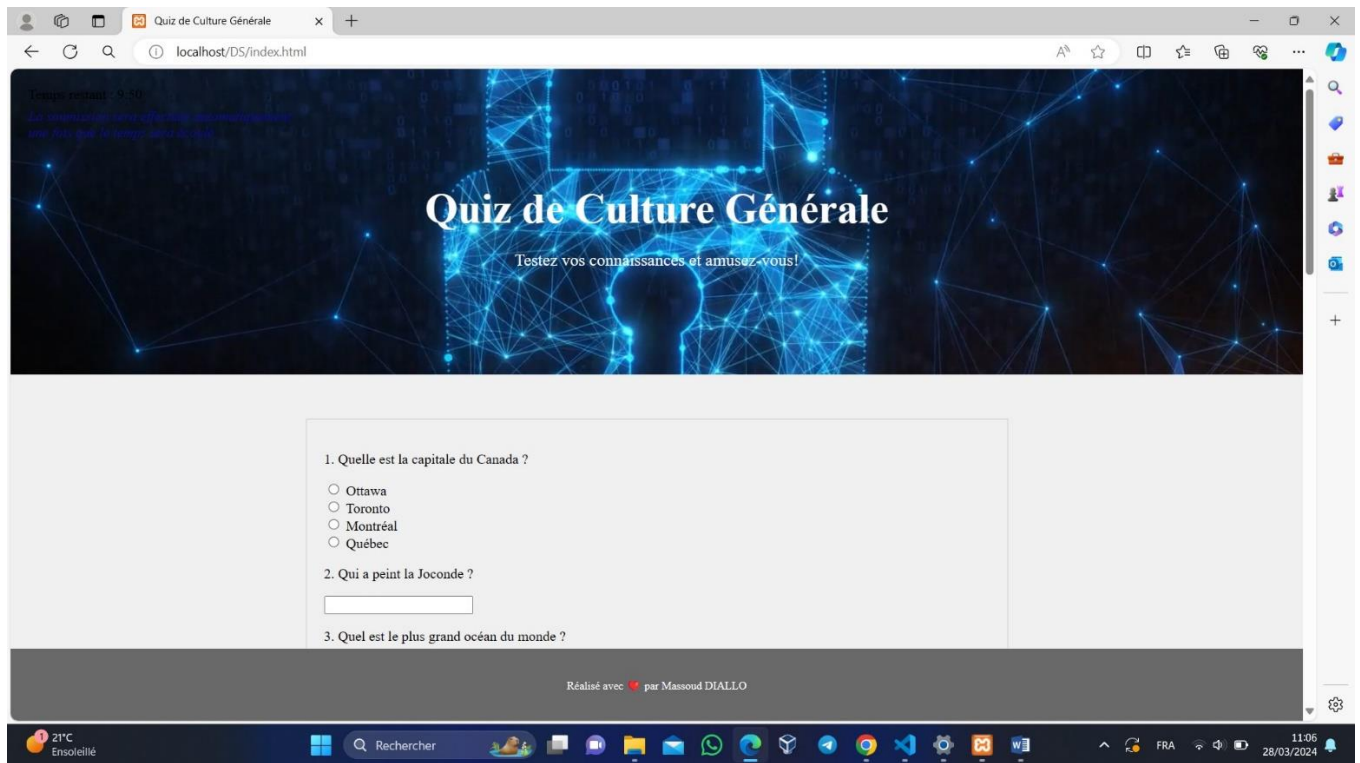 Quiz de Culture Générale
localhost/DS/index.html
Temps restant : 9:50
Quiz de Culture Générale
Testez vos connaissances et amusez-vous!
1. Quelle est la capitale du Canada ?
Ottawa
Toronto
Montréal
Québec
2. Qui a peint la Joconde ?
3. Quel est le plus grand océan du monde ?
Réalisé avec ❤️ par Massoud DIALLO
1
21°C
Ensoleillé
Rechercher
FRA
11:06
28/03/2024